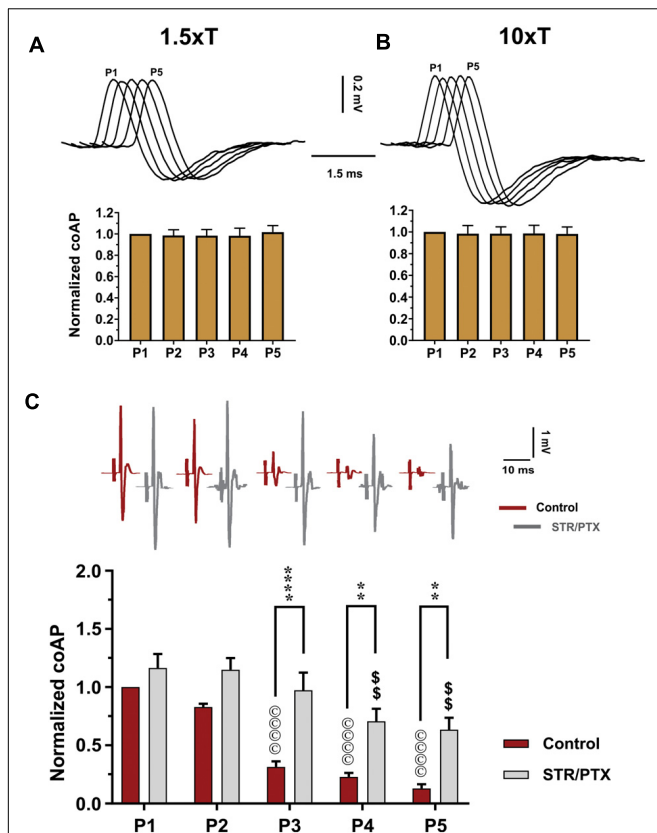 A
1.5xT
B
10xT
P1
P5
P1
P5
0.2 mV
1.5 ms
Normalized coAP
1.2
1.0
0.8
0.6
0.4
0.2
0.0
P1 P2 P3 P4 P5
1.2
1.0
0.8
0.6
0.4
0.2
0.0
P1 P2 P3 P4 P5
C
1 mV
10 ms
Control
STR/PTX
Normalized coAP
2.0
1.5
1.0
0.5
0.0
****
**
**
©©©©
©©©©
$$
©©©©
$$
P1 P2 P3 P4 P5
Control
STR/PTX